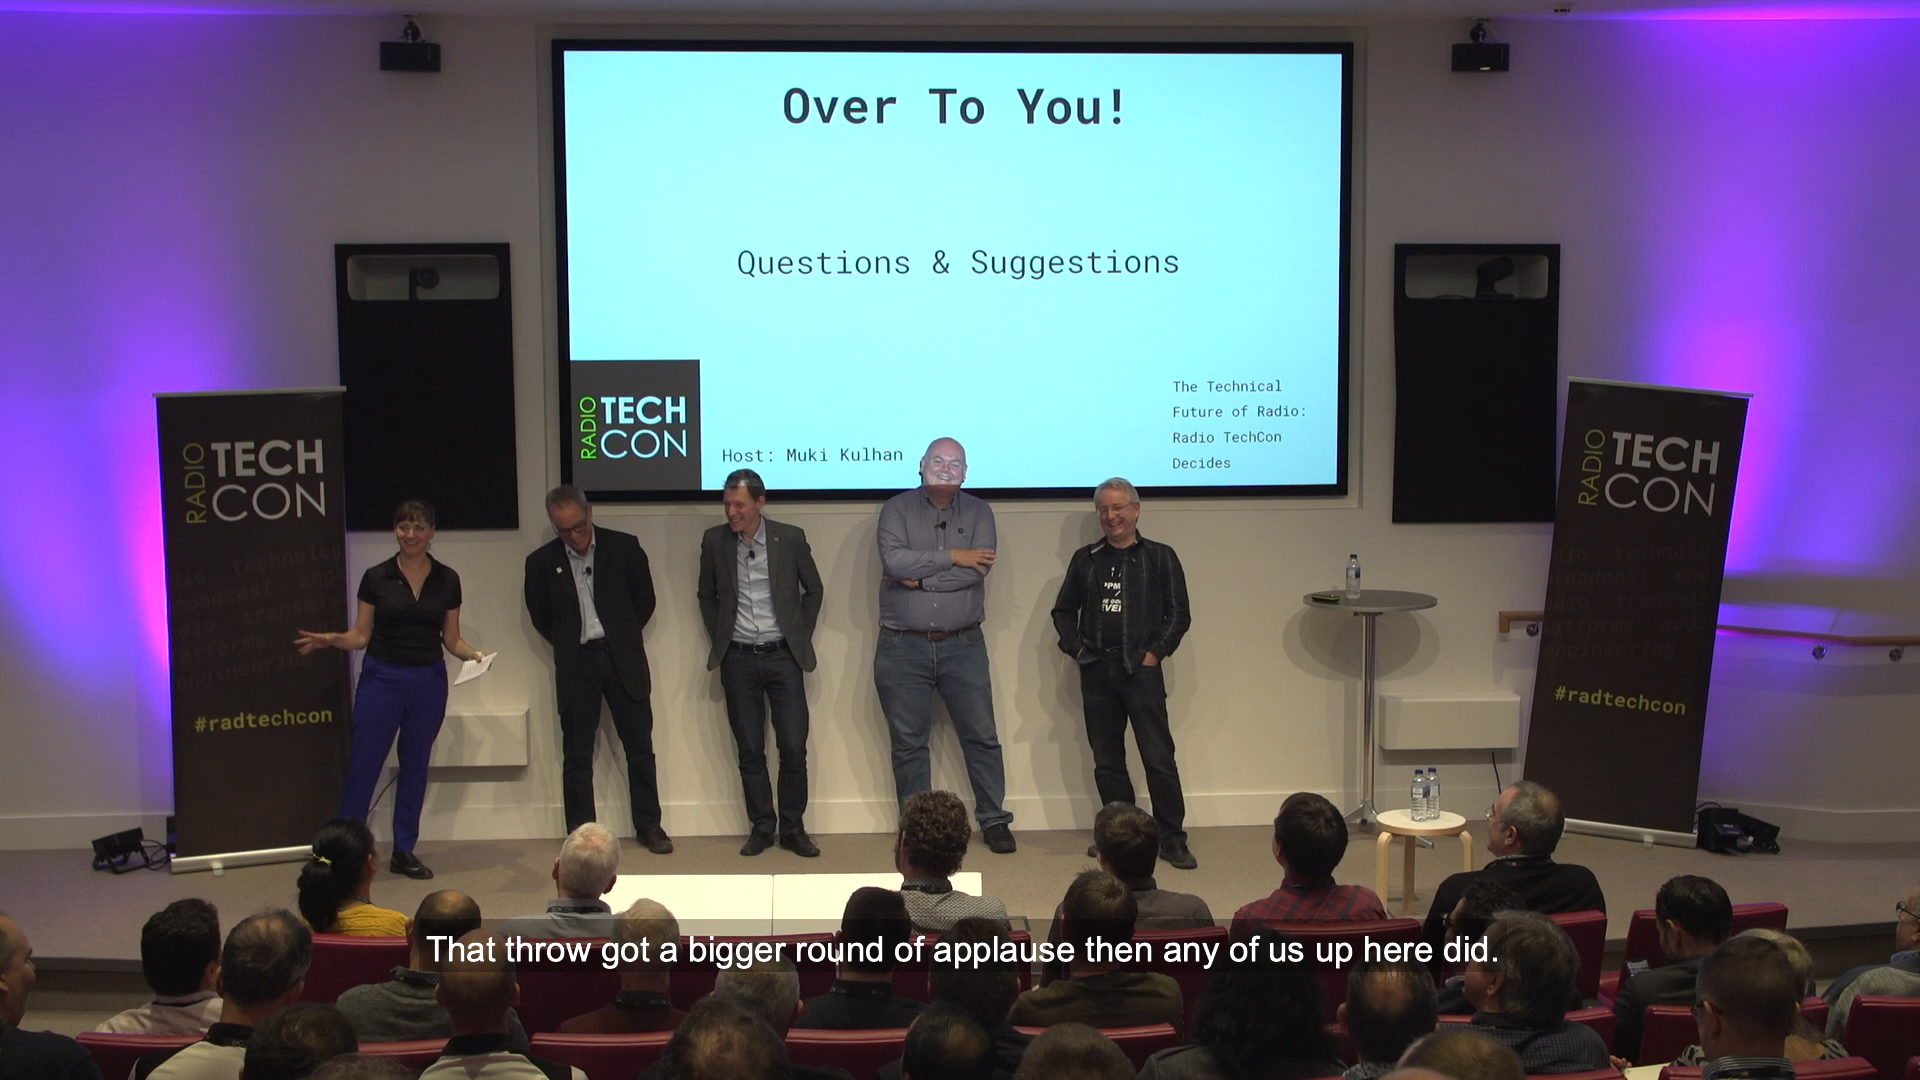 Over To You!
Questions & Suggestions
RADIO
TECH
CON
Host: Muki Kulhan
The Technical
Future of Radio:
Radio TechCon
Decides
RADIO
TECH
CON
#radtechcon
RADIO
TECH
CON
#radtechcon
That throw got a bigger round of applause then any of us up here did.